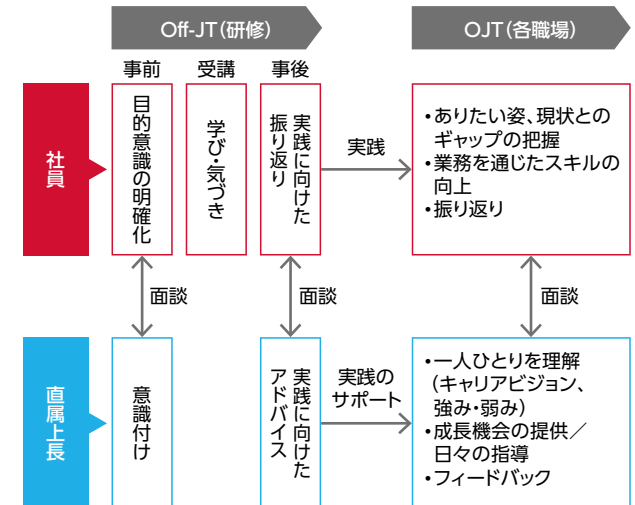 Off-JT（研修）
OJT（各職場）
事前
受講
事後
社員
目的意識の明確化
学び・気づき
実践に向けた
振り返り
実践
・ありたい姿、現状との
ギャップの把握
・業務を通じたスキルの
向上
・振り返り
面談
面談
面談
直属上長
意識付け
実践に向けた
アドバイス
実践の
サポート
・一人ひとりを理解
（キャリアビジョン、
強み・弱み）
・成長機会の提供／
日々の指導
・フィードバック